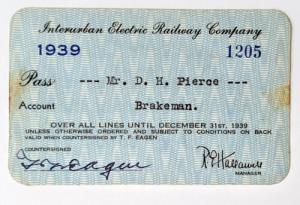 Interurban Electric Railway Company
1939 1205
Pass --- Mr. D. H. Pierce ---
Account Brakeman.
OVER ALL LINES UNTIL DECEMBER 31ST, 1939
UNLESS OTHERWISE ORDERED AND SUBJECT TO CONDITIONS ON BACK
VALID WHEN COUNTERSIGNED BY T. F. EAGEN
COUNTERSIGNED
MANAGER